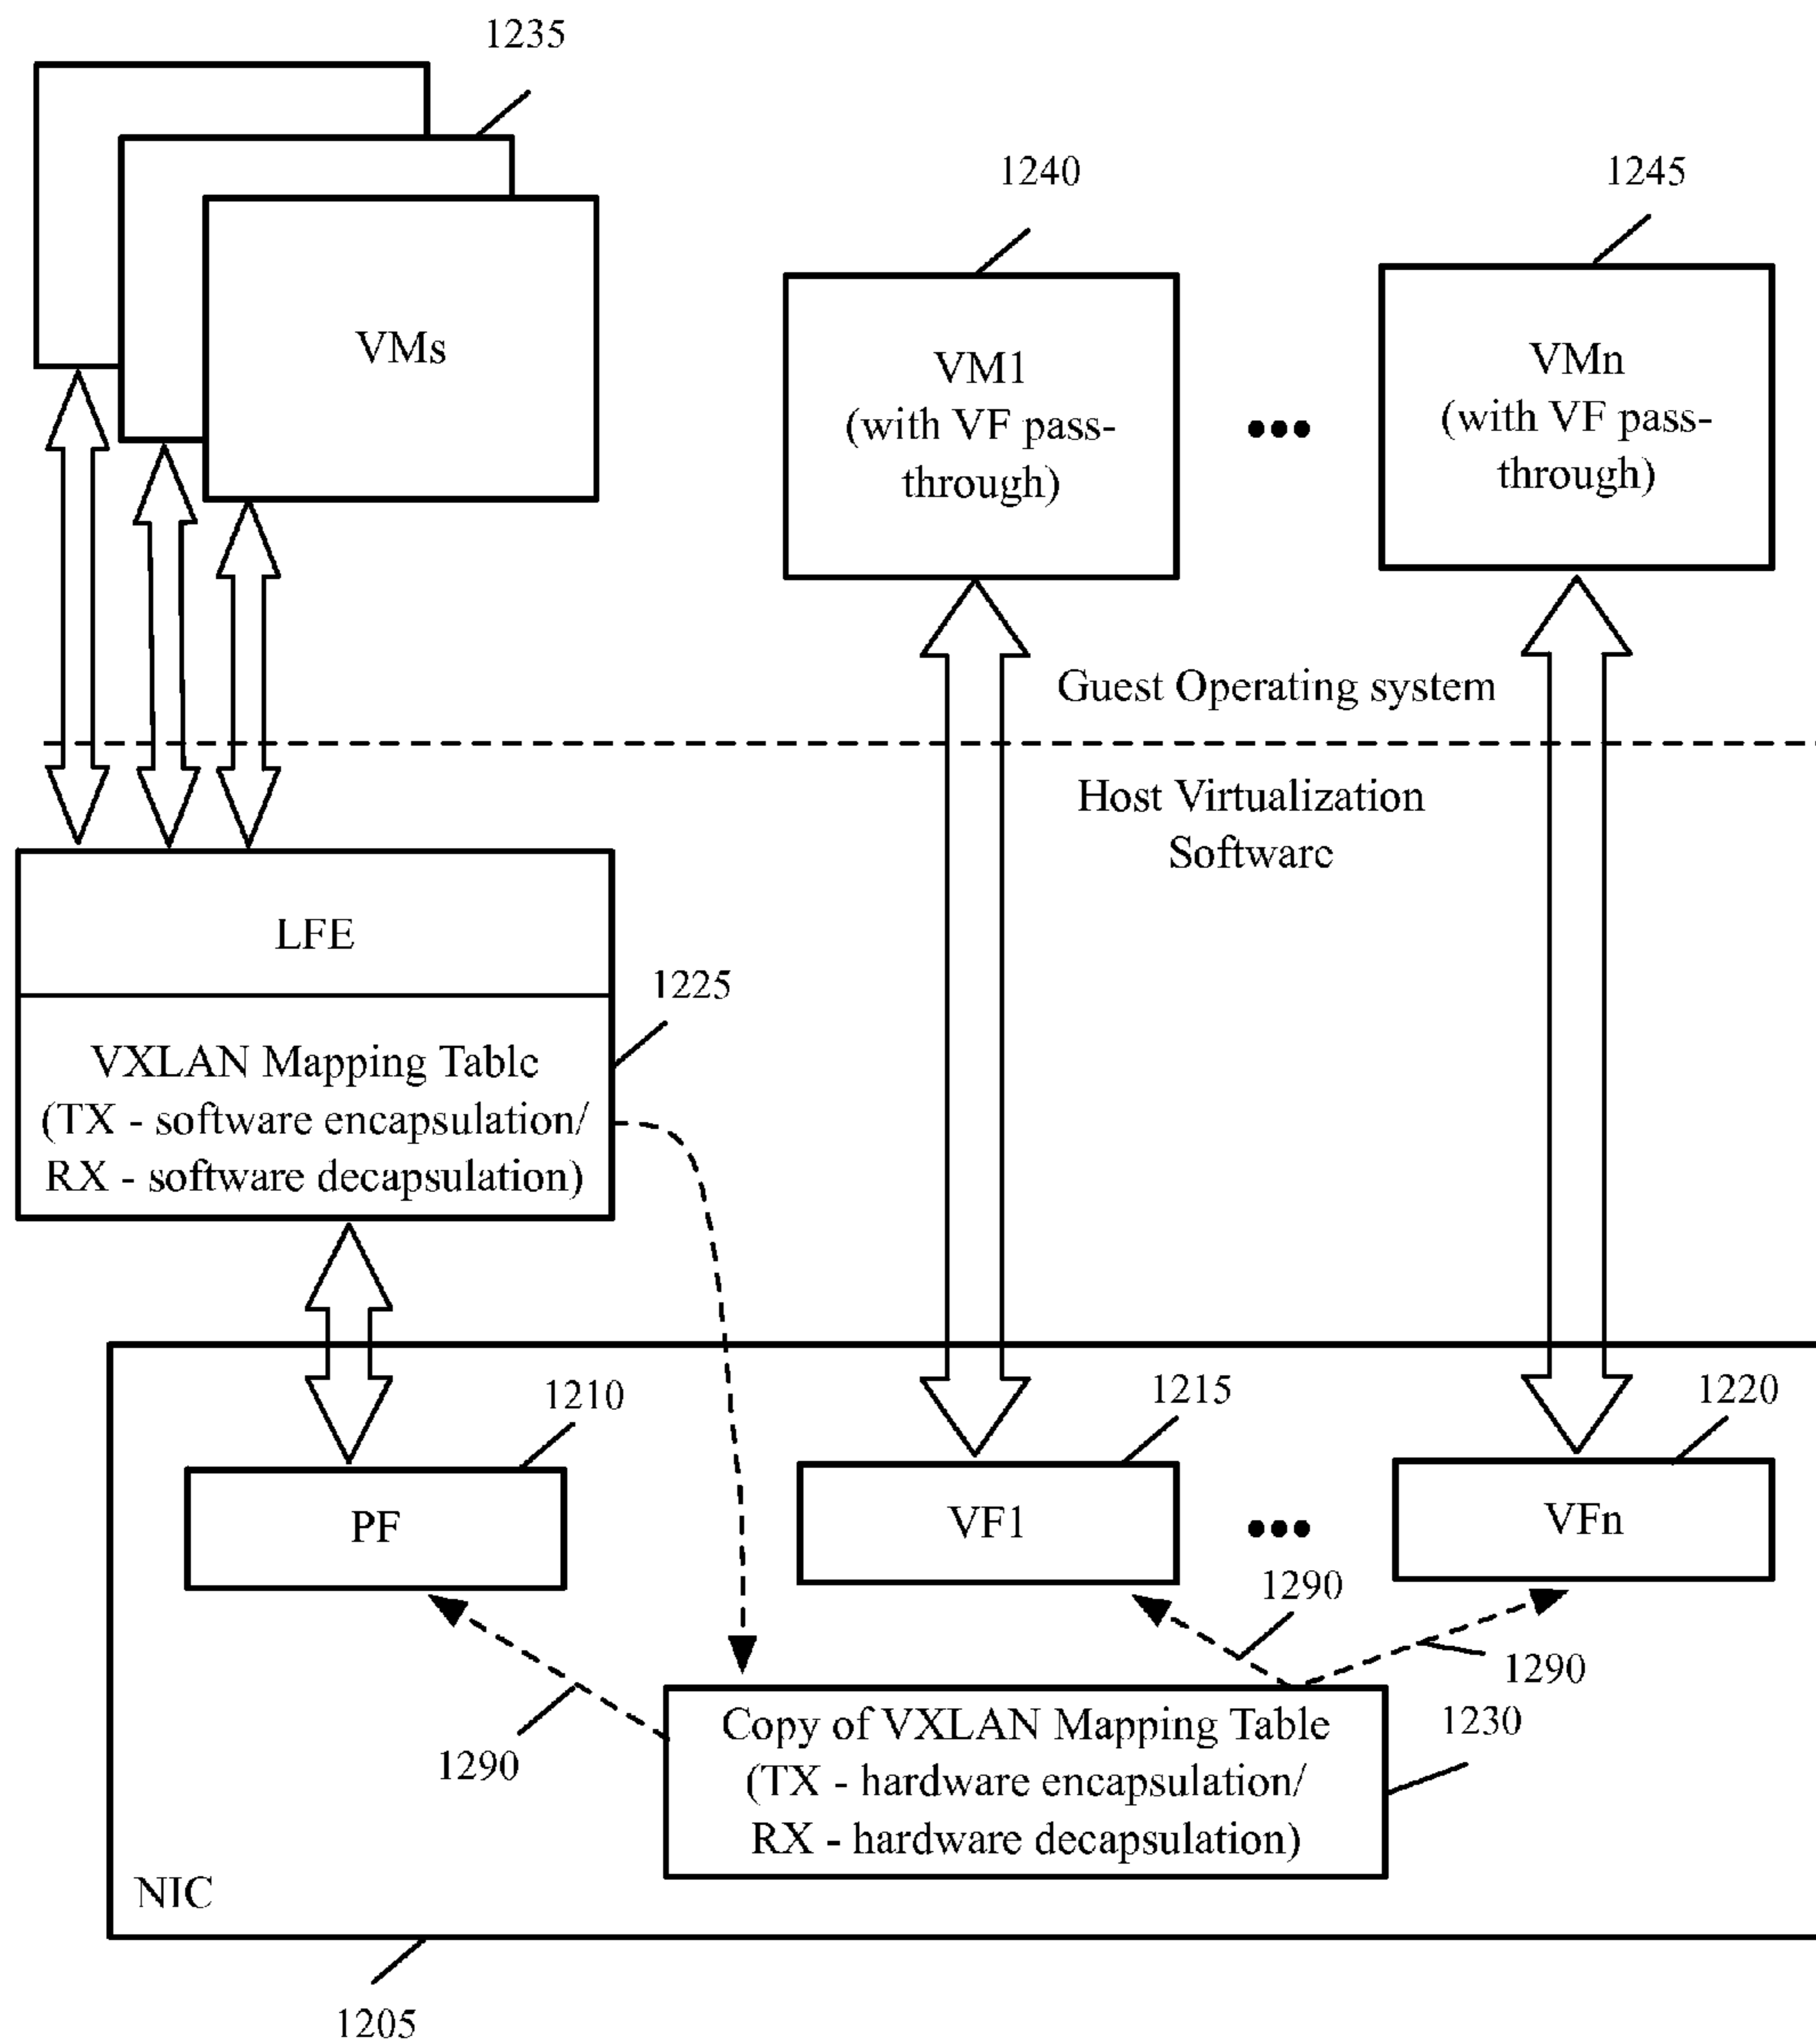 1235
1240
1245
VMs
VM1
(with VF pass-
through)
•••
VMn
(with VF pass-
through)
Guest Operating system
Host Virtualization
Software
LFE
1225
VXLAN Mapping Table
(TX - software encapsulation/
RX - software decapsulation)
1210
1215
1220
PF
VF1
•••
VFn
1290
1290
1290
1230
Copy of VXLAN Mapping Table
(TX - hardware encapsulation/
RX - hardware decapsulation)
NIC
1205